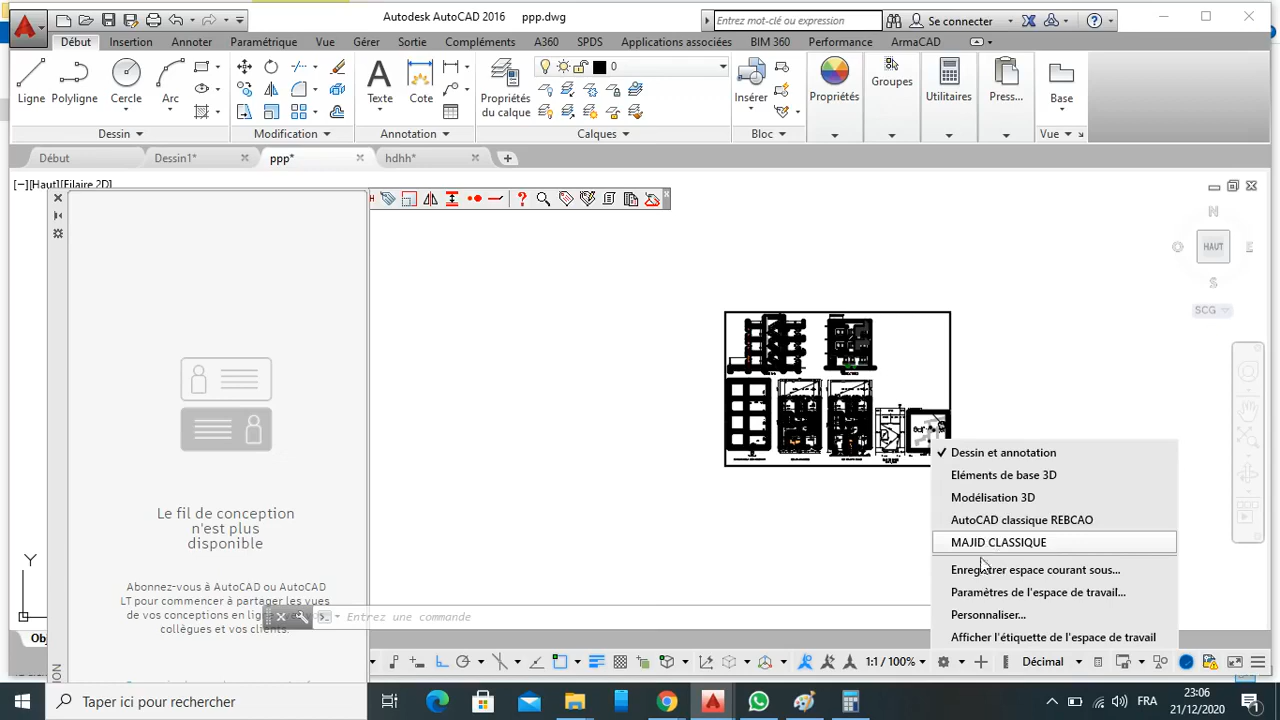 Autodesk AutoCAD 2016 ppp.dwg
Entrez mot-clé ou expression
Se connecter
Début Insertion Annoter Paramétrique Vue Gérer Sortie Compléments A360 SPDS Applications associées BIM 360 Performance ArmaCAD
0
Ligne Polyligne Cercle Arc Texte Cote Propriétés du calque Insérer Propriétés Groupes Utilitaires Press... Base
Dessin Modification Annotation Calques Bloc Vue
Début Dessin1* ppp* hdhh*
[−][Haut][Filaire 2D]
N
HAUT
E
S
SCG
Le fil de conception
n'est plus
disponible
Abonnez-vous à AutoCAD ou AutoCAD
LT pour commencer à partager les vues
de vos conceptions en ligne
collègues et vos clients.
Dessin et annotation
Eléments de base 3D
Modélisation 3D
AutoCAD classique REBCAO
MAJID CLASSIQUE
Enregistrer espace courant sous...
Paramètres de l'espace de travail...
Personnaliser...
Afficher l'étiquette de l'espace de travail
Y
Entrez une commande
Obj
1:1 / 100% Décimal
Taper ici pour rechercher
FRA
23:06
21/12/2020
1